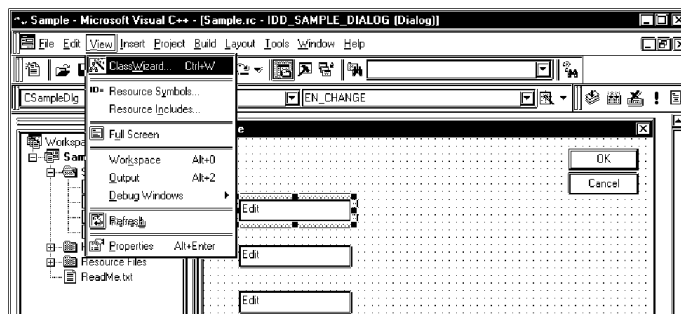 Sample - Microsoft Visual C++ - [Sample.rc - IDD_SAMPLE_DIALOG (Dialog)]
File Edit View Insert Project Build Layout Tools Window Help
ClassWizard... Ctrl+W
CSampleDlg
EN_CHANGE
ID= Resource Symbols...
Resource Includes...
Full Screen
Workspace Alt+0
Output Alt+2
Debug Windows
Refresh
Properties Alt+Enter
Resource Files
ReadMe.txt
OK
Cancel
Edit
Edit
Edit